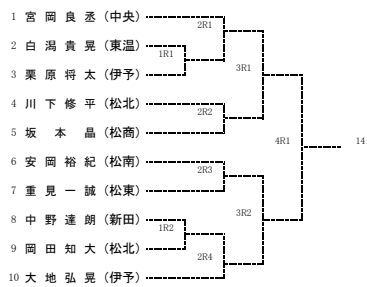 1 宮 岡 良 丞 (中央)
2R1
2 白 潟 貴 晃 (東温)
1R1
3R1
3 栗 原 将 太 (伊予)
4 川 下 修 平 (松北)
2R2
5 坂 本 晶 (松商)
4R1 14
6 安 岡 裕 紀 (松南)
2R3
7 重 見 一 誠 (松東)
3R2
8 中 野 達 朗 (新田)
1R2
9 岡 田 知 大 (松北)
2R4
10 大 地 弘 晃 (伊予)